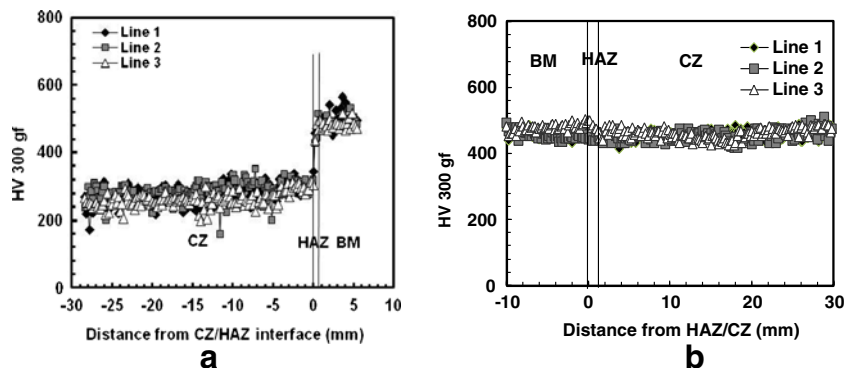 800
600
400
200
0
HV 300 gf
Line 1
Line 2
Line 3
CZ
HAZ
BM
-30 -25 -20 -15 -10 -5 0 5 10
Distance from CZ/HAZ interface (mm)
a
800
600
400
200
0
HV 300 gf
BM
HAZ
CZ
Line 1
Line 2
Line 3
-10 0 10 20 30
Distance from HAZ/CZ (mm)
b